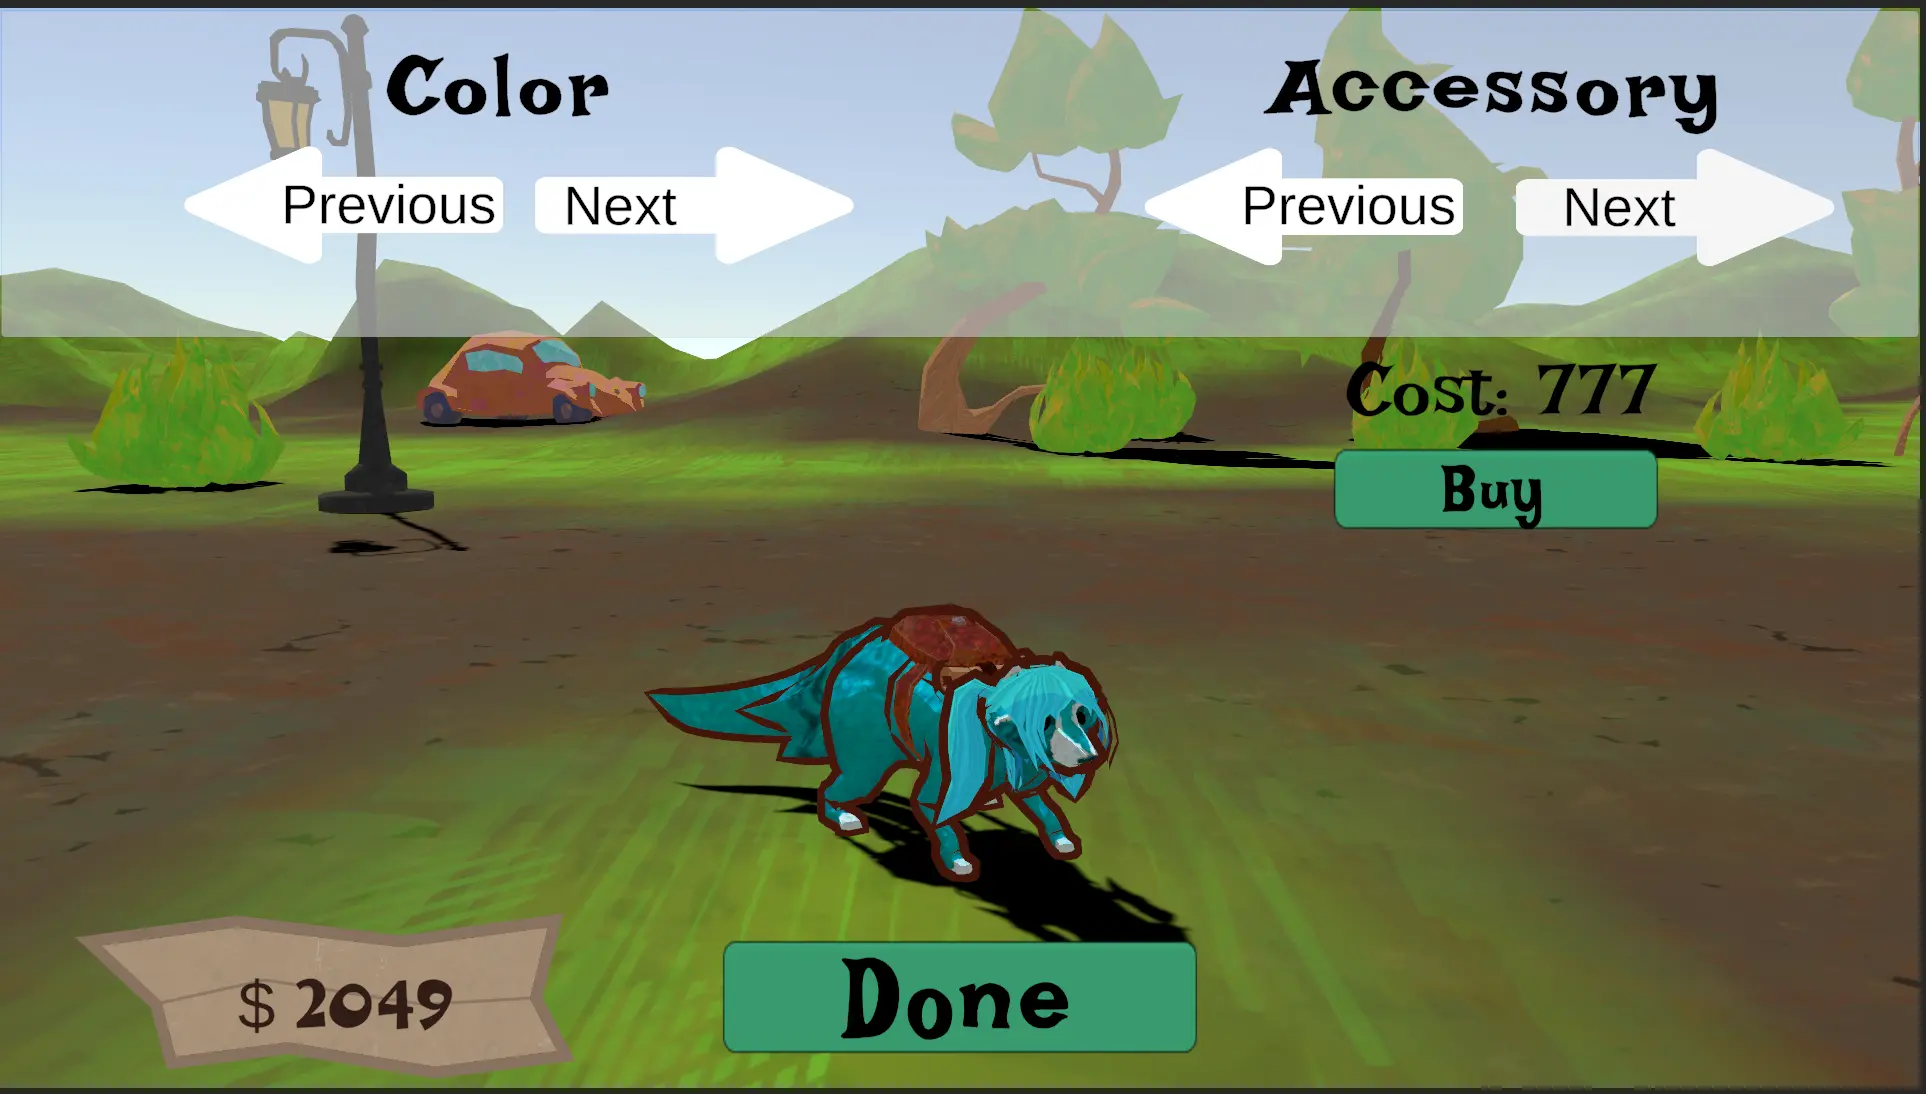 Color
Accessory
Previous
Next
Previous
Next
Cost: 777
Buy
$ 2049
Done